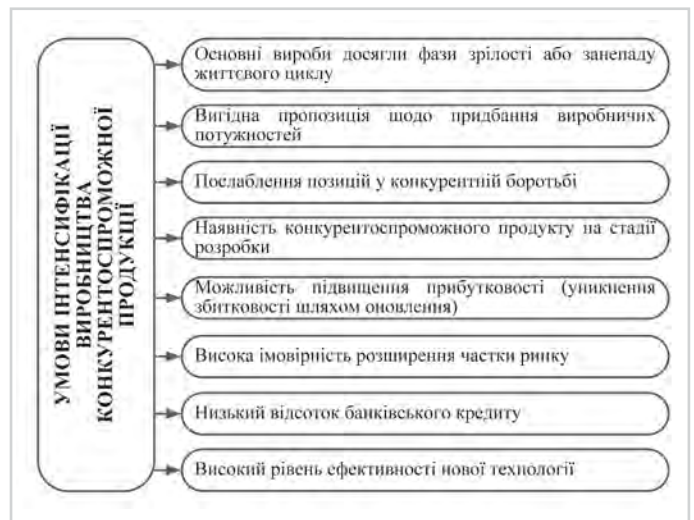 УМОВИ ІНТЕНСИФІКАЦІЇ
ВИРОБНИЦТВА
КОНКУРЕНТОСПРОМОЖНОЇ
ПРОДУКЦІЇ
Основні вироби досягли фази зрілості або занепаду
життєвого циклу
Вигідна пропозиція щодо придбання виробничих
потужностей
Послаблення позицій у конкурентній боротьбі
Наявність конкурентоспроможного продукту на стадії
розробки
Можливість підвищення прибутковості (уникнення
збитковості шляхом оновлення)
Висока імовірність розширення частки ринку
Низький відсоток банківського кредиту
Високий рівень ефективності нової технології